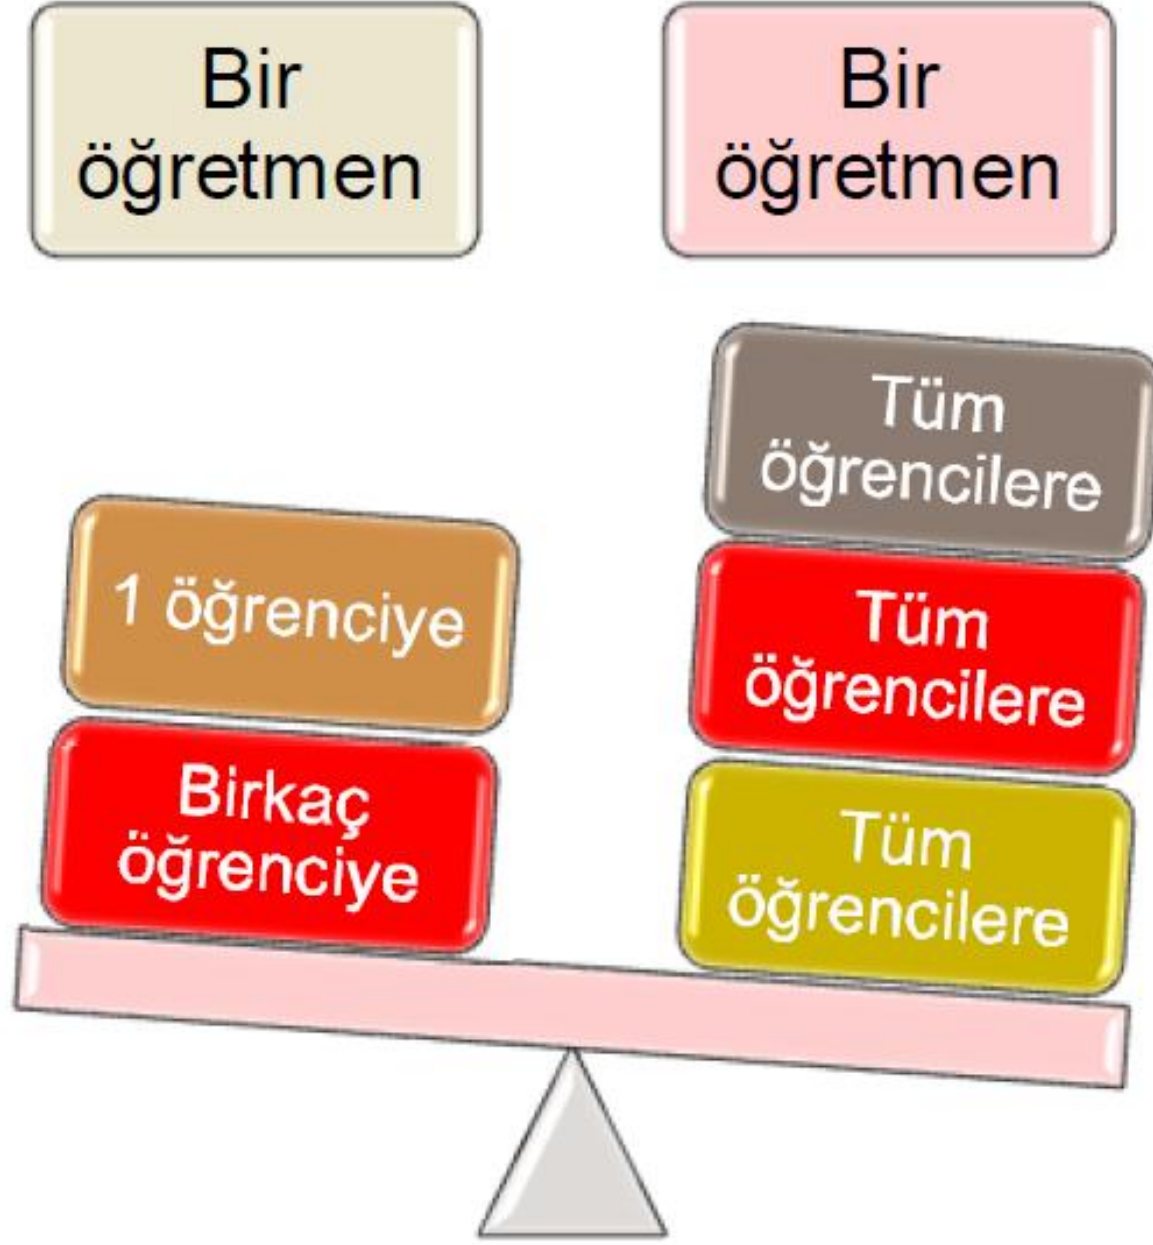 Bir
öğretmen
Bir
öğretmen
1 öğrenciye
Birkaç
öğrenciye
Tüm
öğrencilere
Tüm
öğrencilere
Tüm
öğrencilere